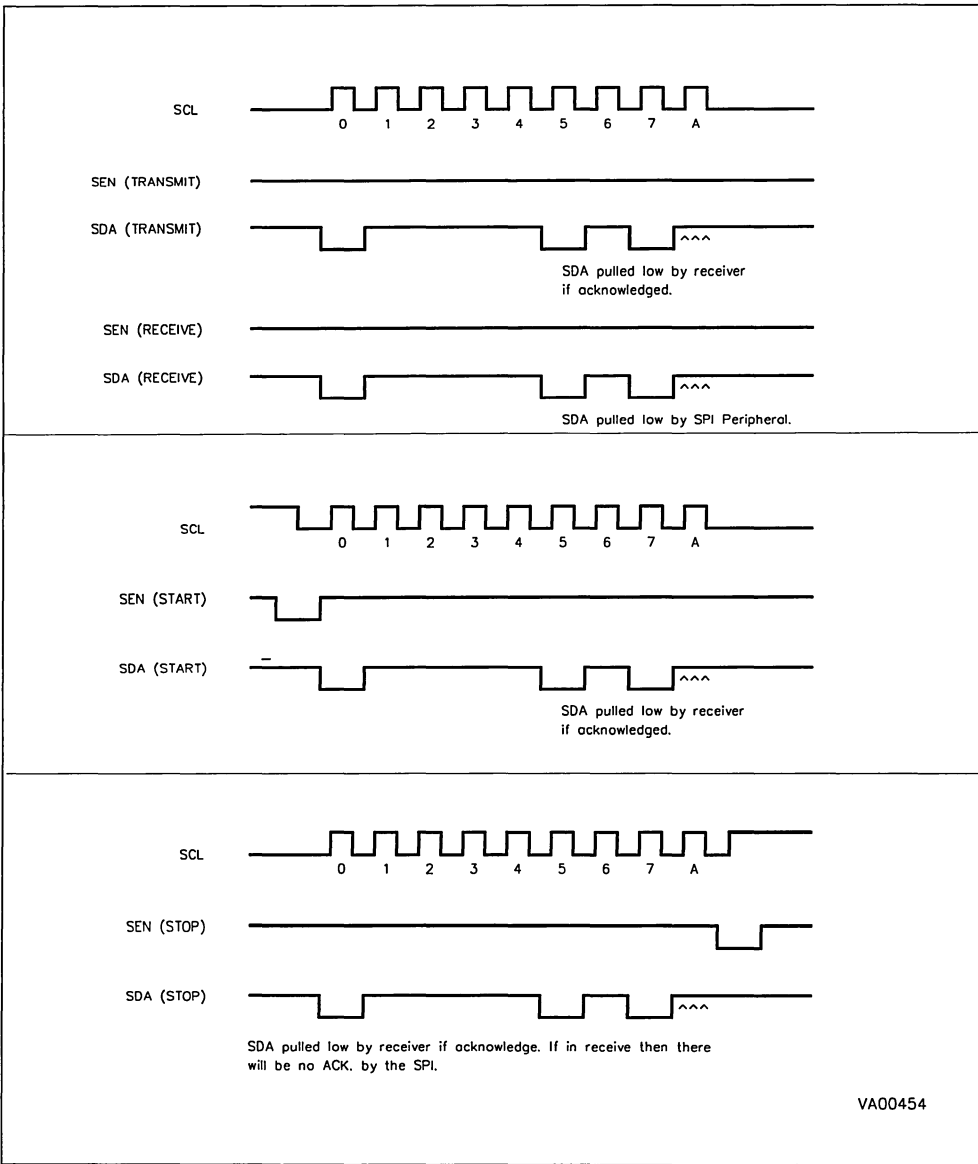 SCL
0 1 2 3 4 5 6 7 A
SEN (TRANSMIT)
SDA (TRANSMIT)
^^^
SDA pulled low by receiver
if acknowledged.
SEN (RECEIVE)
SDA (RECEIVE)
^^^
SDA pulled low by SPI Peripheral.
SCL
0 1 2 3 4 5 6 7 A
SEN (START)
SDA (START)
^^^
SDA pulled low by receiver
if acknowledged.
SCL
0 1 2 3 4 5 6 7 A
SEN (STOP)
SDA (STOP)
^^^
SDA pulled low by receiver if acknowledge. If in receive then there
will be no ACK. by the SPI.
VA00454